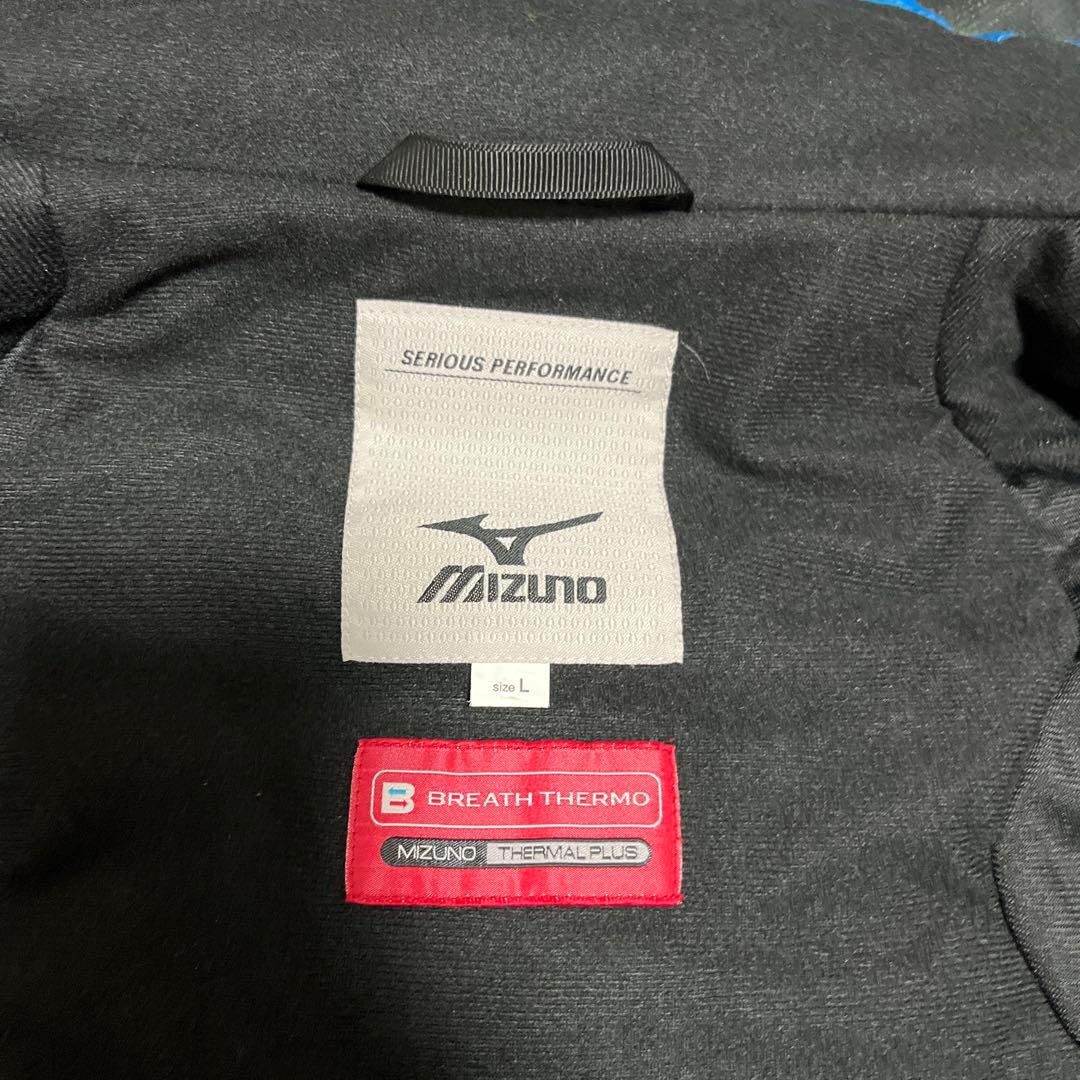 SERIOUS PERFORMANCE
MIZUNO
size L
B BREATH THERMO
MIZUNO THERMAL PLUS